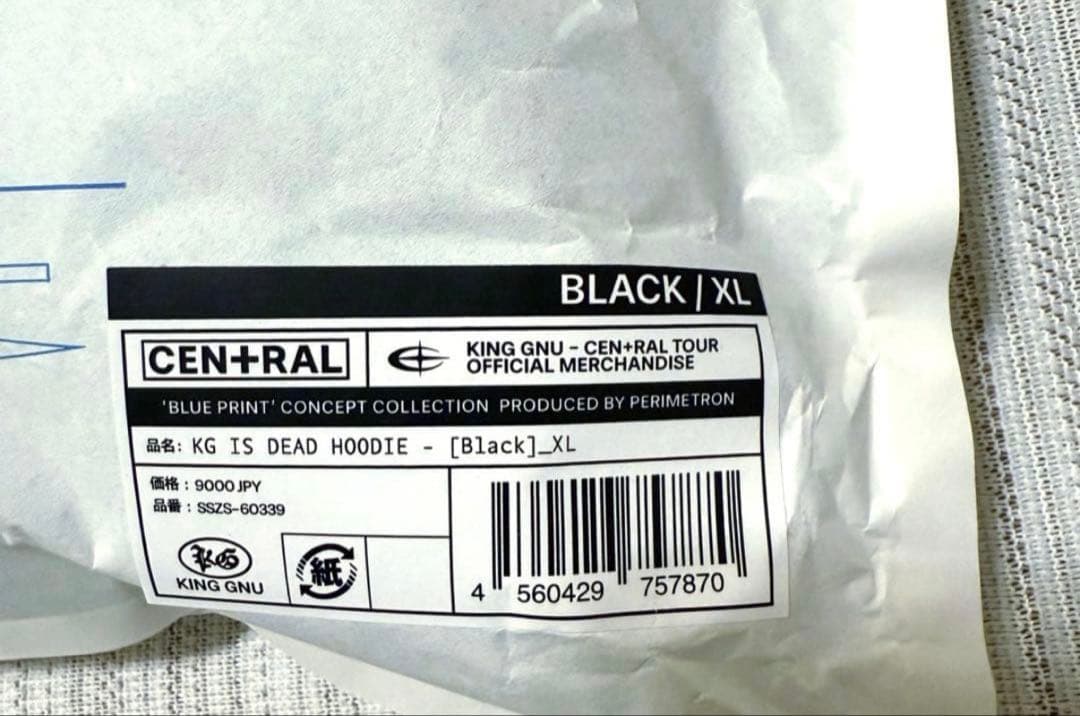 BLACK / XL
CEN+RAL
KING GNU - CEN+RAL TOUR
OFFICIAL MERCHANDISE
'BLUE PRINT' CONCEPT COLLECTION PRODUCED BY PERIMETRON
品名: KG IS DEAD HOODIE - [Black]_XL
価格 : 9000 JPY
品番 : SSZS-60339
KING GNU
紙
4 560429 757870